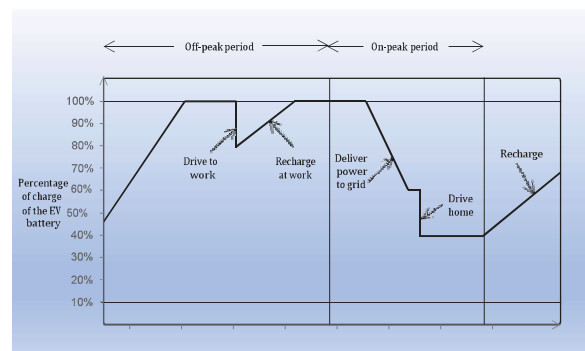 Off-peak period
On-peak period
100%
90%
80%
70%
60%
50%
40%
30%
20%
10%
Percentage
of charge
of the EV
battery
Drive to
work
Recharge
at work
Deliver
power
to grid
Drive
home
Recharge